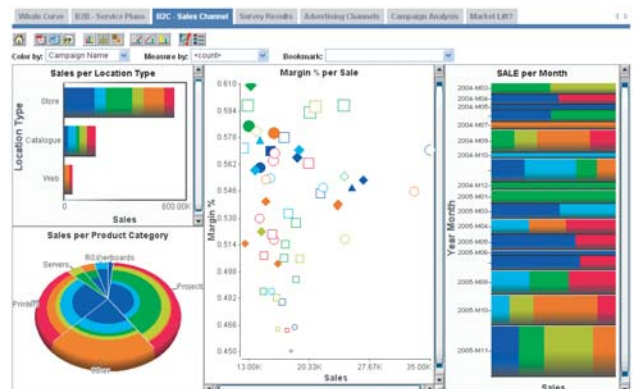 Whale Curve
B2B - Service Plans
B2C - Sales Channel
Survey Results
Advertising Channels
Campaign Analysis
Market Lift?
Color by: Campaign Name
Measure by: <count>
Bookmark:
Sales per Location Type
Location Type
Store
Catalogue
Web
0
600.00K
Sales
Sales per Product Category
Servers
Projecto
Printers
Other
Margin % per Sale
Margin %
0.610
0.594
0.578
0.562
0.546
0.530
0.514
0.498
0.482
0.466
0.450
13.00K
20.33K
27.67K
35.00K
Sales
SALE per Month
Year Month
2004-M03
2004-M04
2004-M06
2004-M07
2004-M09
2004-M10
2004-M12
2005-M01
2005-M03
2005-M04
2005-M05
2005-M06
2005-M08
2005-M10
2005-M11
Sales